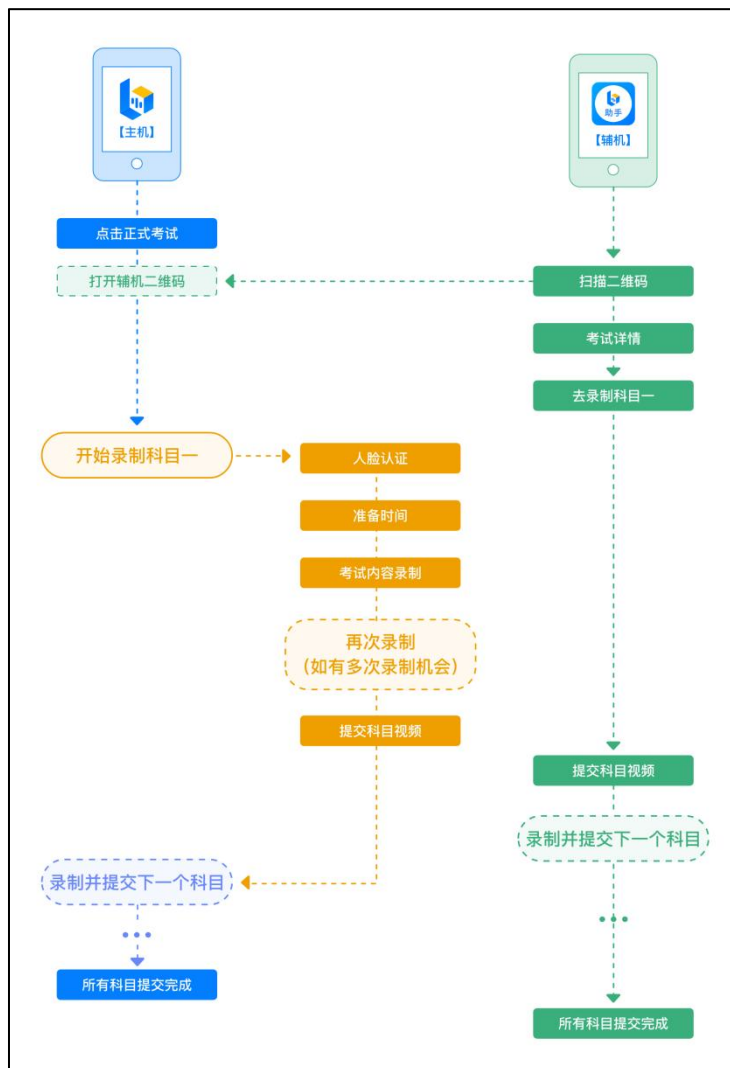 【主机】
助手
【辅机】
点击正式考试
打开辅机二维码
扫描二维码
考试详情
去录制科目一
开始录制科目一
人脸认证
准备时间
考试内容录制
再次录制
（如有多次录制机会）
提交科目视频
提交科目视频
录制并提交下一个科目
录制并提交下一个科目
所有科目提交完成
所有科目提交完成